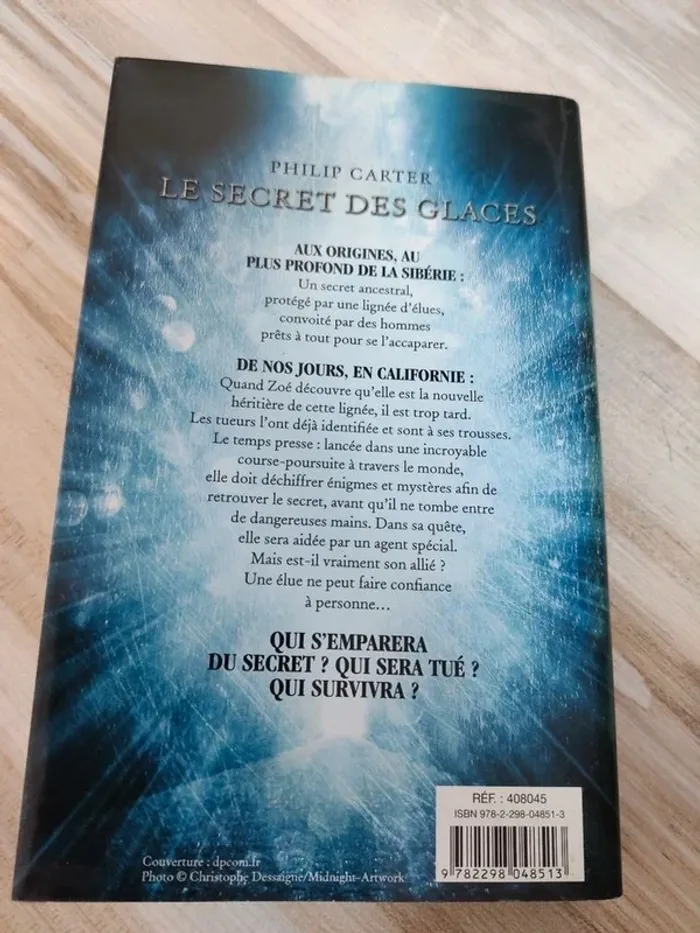 PHILIP CARTER
LE SECRET DES GLACES
AUX ORIGINES, AU
PLUS PROFOND DE LA SIBÉRIE :
Un secret ancestral,
protégé par une lignée d'élues,
convoité par des hommes
prêts à tout pour se l'accaparer.
DE NOS JOURS, EN CALIFORNIE :
Quand Zoé découvre qu'elle est la nouvelle
héritière de cette lignée, il est trop tard.
Les tueurs l'ont déjà identifiée et sont à ses trousses.
Le temps presse : lancée dans une incroyable
course-poursuite à travers le monde,
elle doit déchiffrer énigmes et mystères afin de
retrouver le secret, avant qu'il ne tombe entre
de dangereuses mains. Dans sa quête,
elle sera aidée par un agent spécial.
Mais est-il vraiment son allié ?
Une élue ne peut faire confiance
à personne…
QUI S'EMPARERA
DU SECRET ? QUI SERA TUÉ ?
QUI SURVIVRA ?
RÉF. : 408045
ISBN 978-2-298-04851-3
9 782298 048513
Couverture : dpcom.fr
Photo © Christophe Dessaigne/Midnight-Artwork